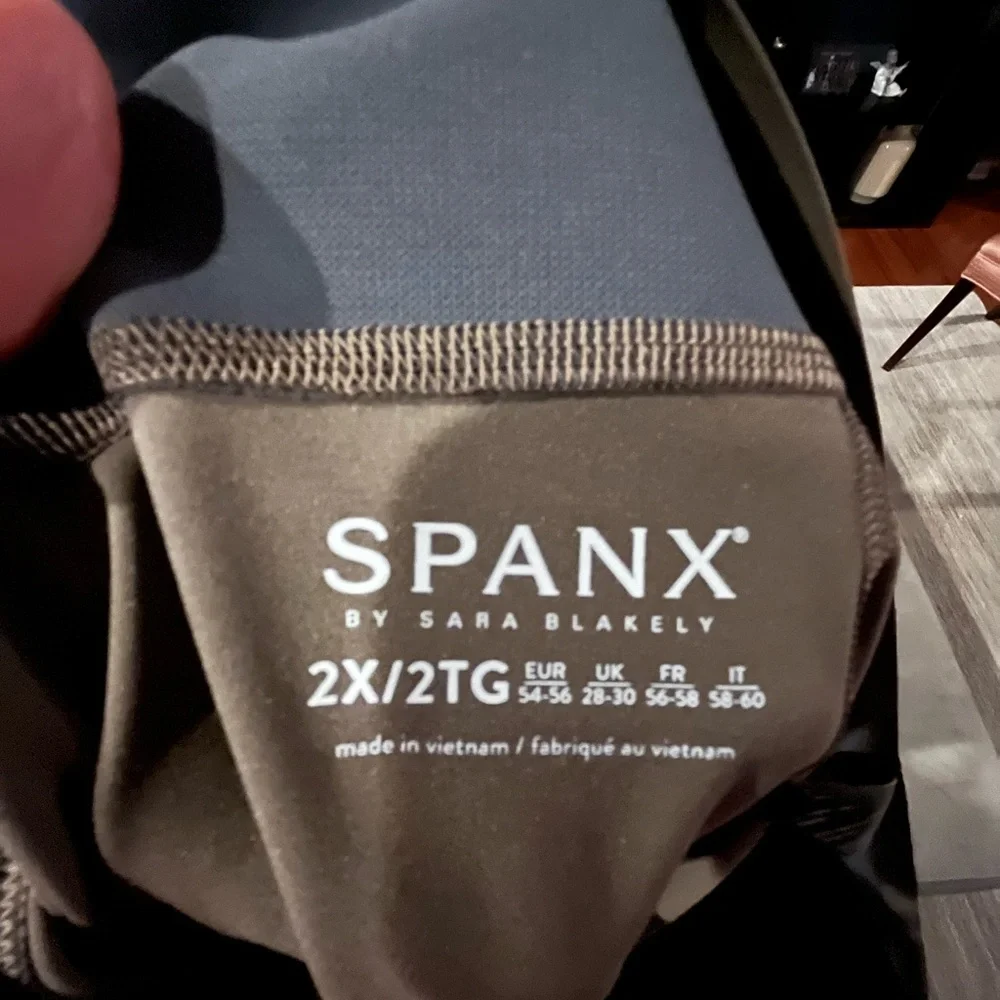 SPANX®
BY SARA BLAKELY
2X/2TG EUR 54-56 UK 28-30 FR 56-58 IT 58-60
made in vietnam / fabriqué au vietnam